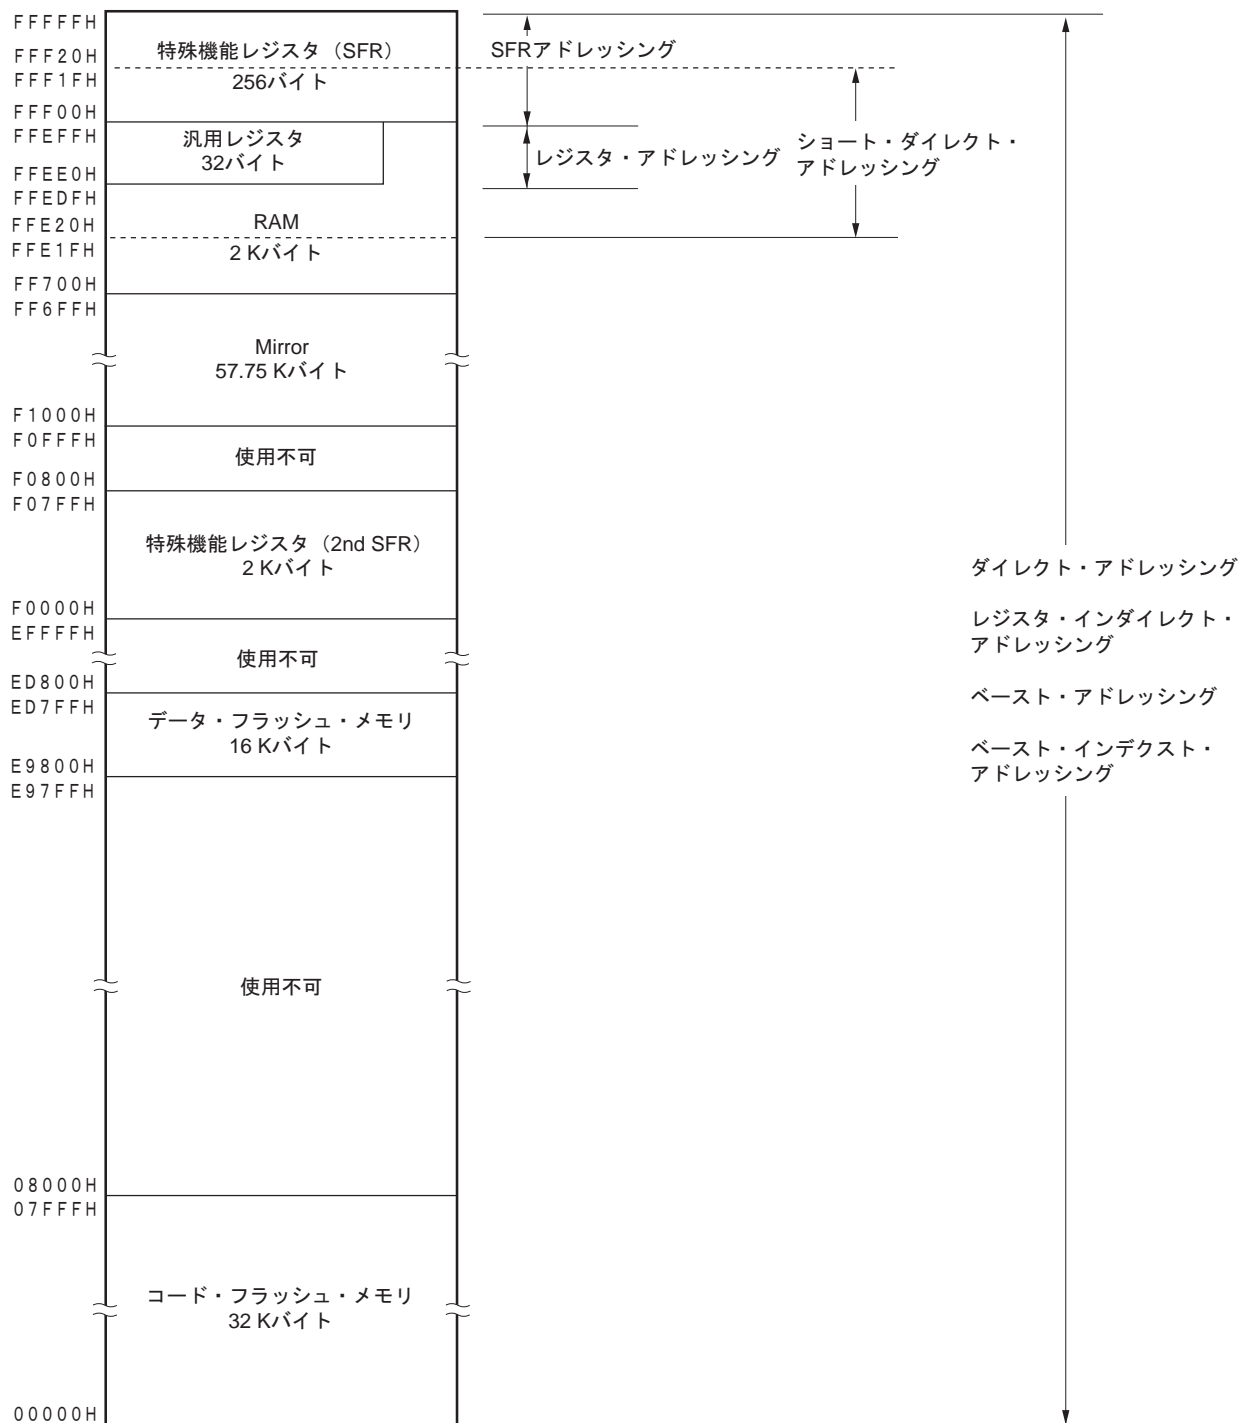 FFFFFH
FFF20H
FFF1FH
FFF00H
FFEFFH
FFEE0H
FFEDFH
FFE20H
FFE1FH
FF700H
FF6FFH
F1000H
F0FFFH
F0800H
F07FFH
F0000H
EFFFFH
ED800H
ED7FFH
E9800H
E97FFH
08000H
07FFFH
00000H
特殊機能レジスタ（SFR）
256バイト
汎用レジスタ
32バイト
RAM
2 Kバイト
Mirror
57.75 Kバイト
使用不可
特殊機能レジスタ（2nd SFR）
2 Kバイト
使用不可
データ・フラッシュ・メモリ
16 Kバイト
使用不可
コード・フラッシュ・メモリ
32 Kバイト
SFRアドレッシング
レジスタ・アドレッシング
ショート・ダイレクト・
アドレッシング
ダイレクト・アドレッシング
レジスタ・インダイレクト・
アドレッシング
ベースト・アドレッシング
ベースト・インデクスト・
アドレッシング